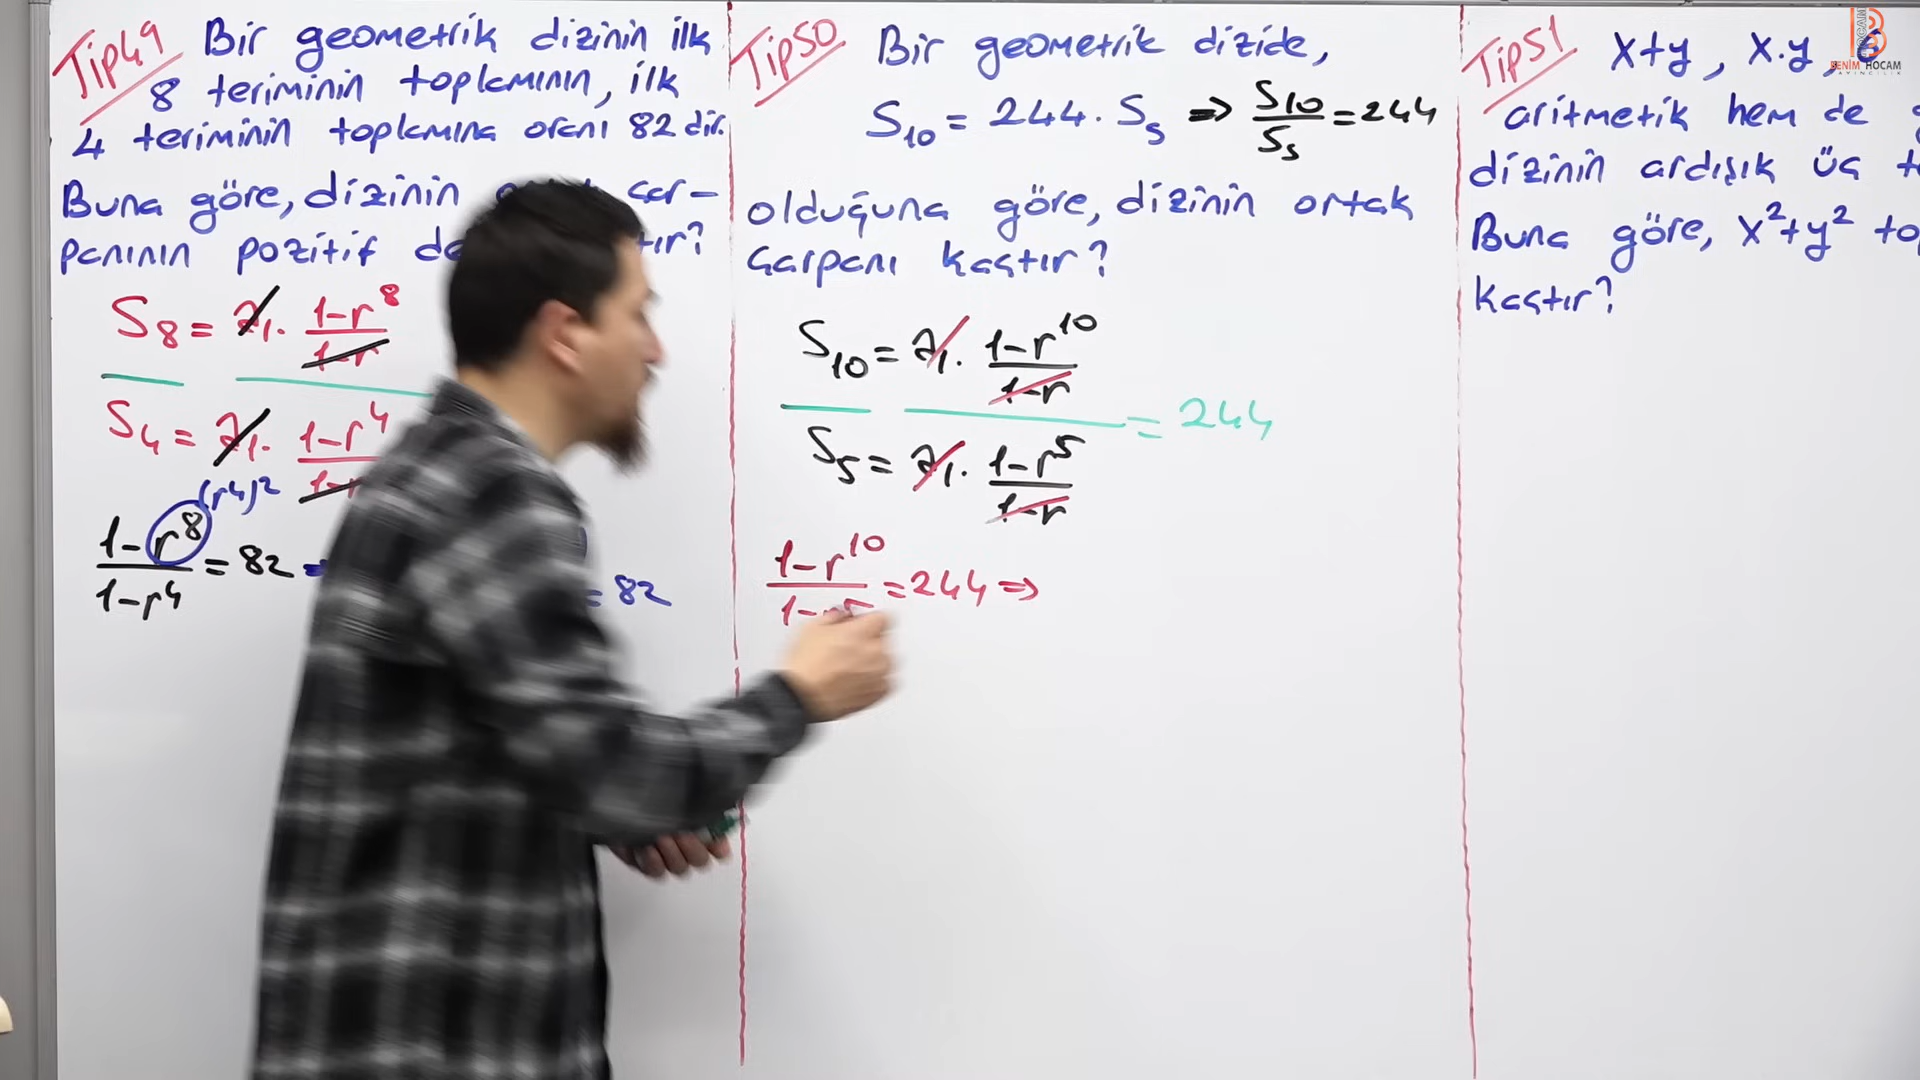 Tip49 Bir geometrik dizinin ilk
8 teriminin toplamının, ilk
4 teriminin toplamına oranı 82 dir.
Buna göre, dizinin
panının pozitif
S8 = a1. 1-r^8
1-r
S4 = a1. 1-r^4
(r^4)^2
1-r^8 = 82
1-r^4
= 82
Tip50 Bir geometrik dizide,
S10 = 244. S5 ⇒ S10/S5 = 244
olduğuna göre, dizinin ortak
çarpanı kaçtır?
S10 = a1. 1-r^10
1-r
= 244
S5 = a1. 1-r^5
1-r
1-r^10 = 244 ⇒
Tip51 x+y, x.y, 6
aritmetik hem de
dizinin ardışık üç
Buna göre, x^2+y^2
kaçtır?
BENİM HOCAM
YAYINCILIK